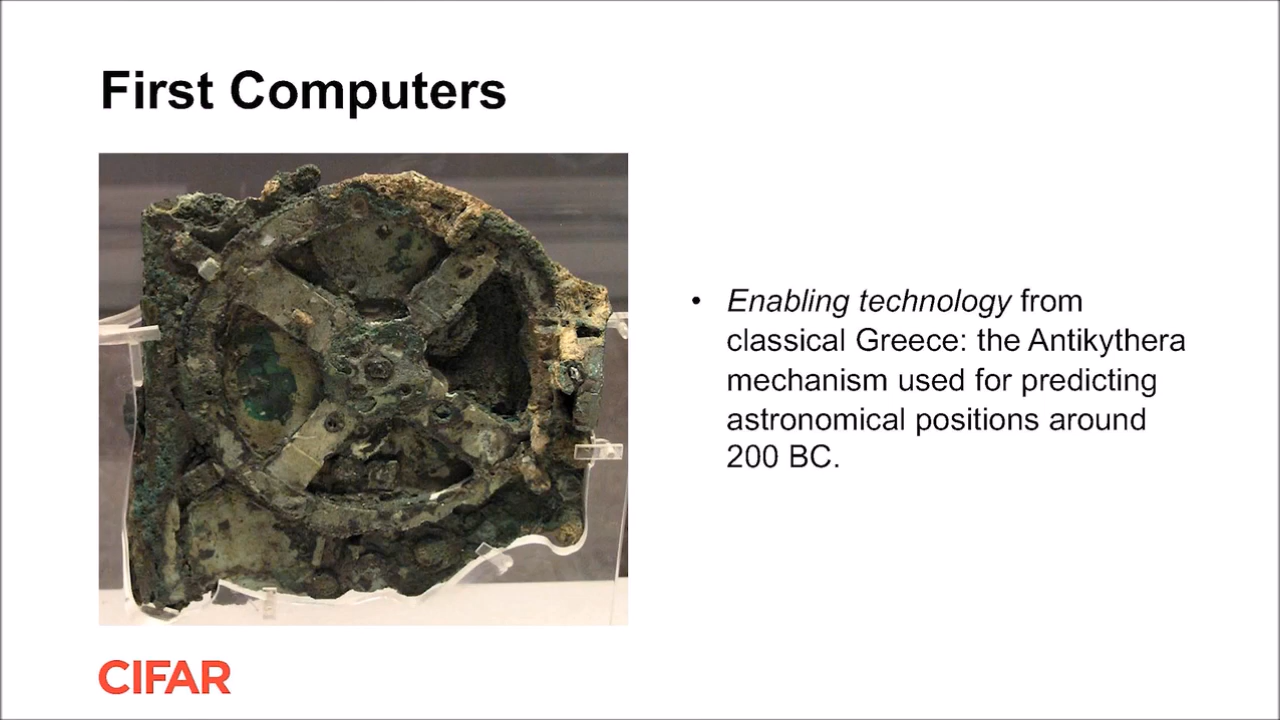 First Computers
• Enabling technology from
classical Greece: the Antikythera
mechanism used for predicting
astronomical positions around
200 BC.
CIFAR